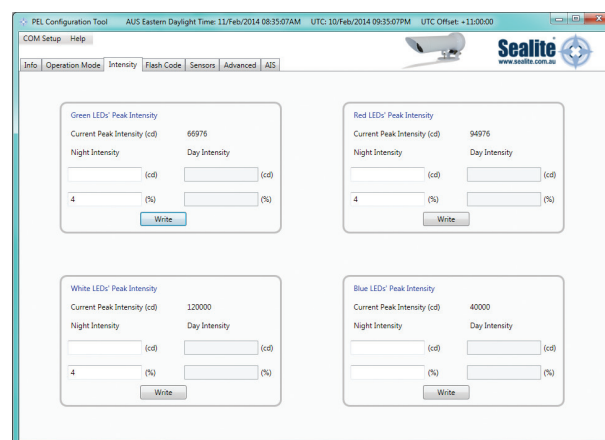 PEL Configuration Tool AUS Eastern Daylight Time: 11/Feb/2014 08:35:07AM UTC: 10/Feb/2014 09:35:07PM UTC Offset: +11:00:00
COM Setup Help
Sealite
www.sealite.com.au
Info Operation Mode Intensity Flash Code Sensors Advanced AIS
Green LEDs' Peak Intensity
Current Peak Intensity (cd) 66976
Night Intensity Day Intensity
(cd) (cd)
4 (%) (%)
Write
Red LEDs' Peak Intensity
Current Peak Intensity (cd) 94976
Night Intensity Day Intensity
(cd) (cd)
4 (%) (%)
Write
White LEDs' Peak Intensity
Current Peak Intensity (cd) 120000
Night Intensity Day Intensity
(cd) (cd)
4 (%) (%)
Write
Blue LEDs' Peak Intensity
Current Peak Intensity (cd) 40000
Night Intensity Day Intensity
(cd) (cd)
(%) (%)
Write